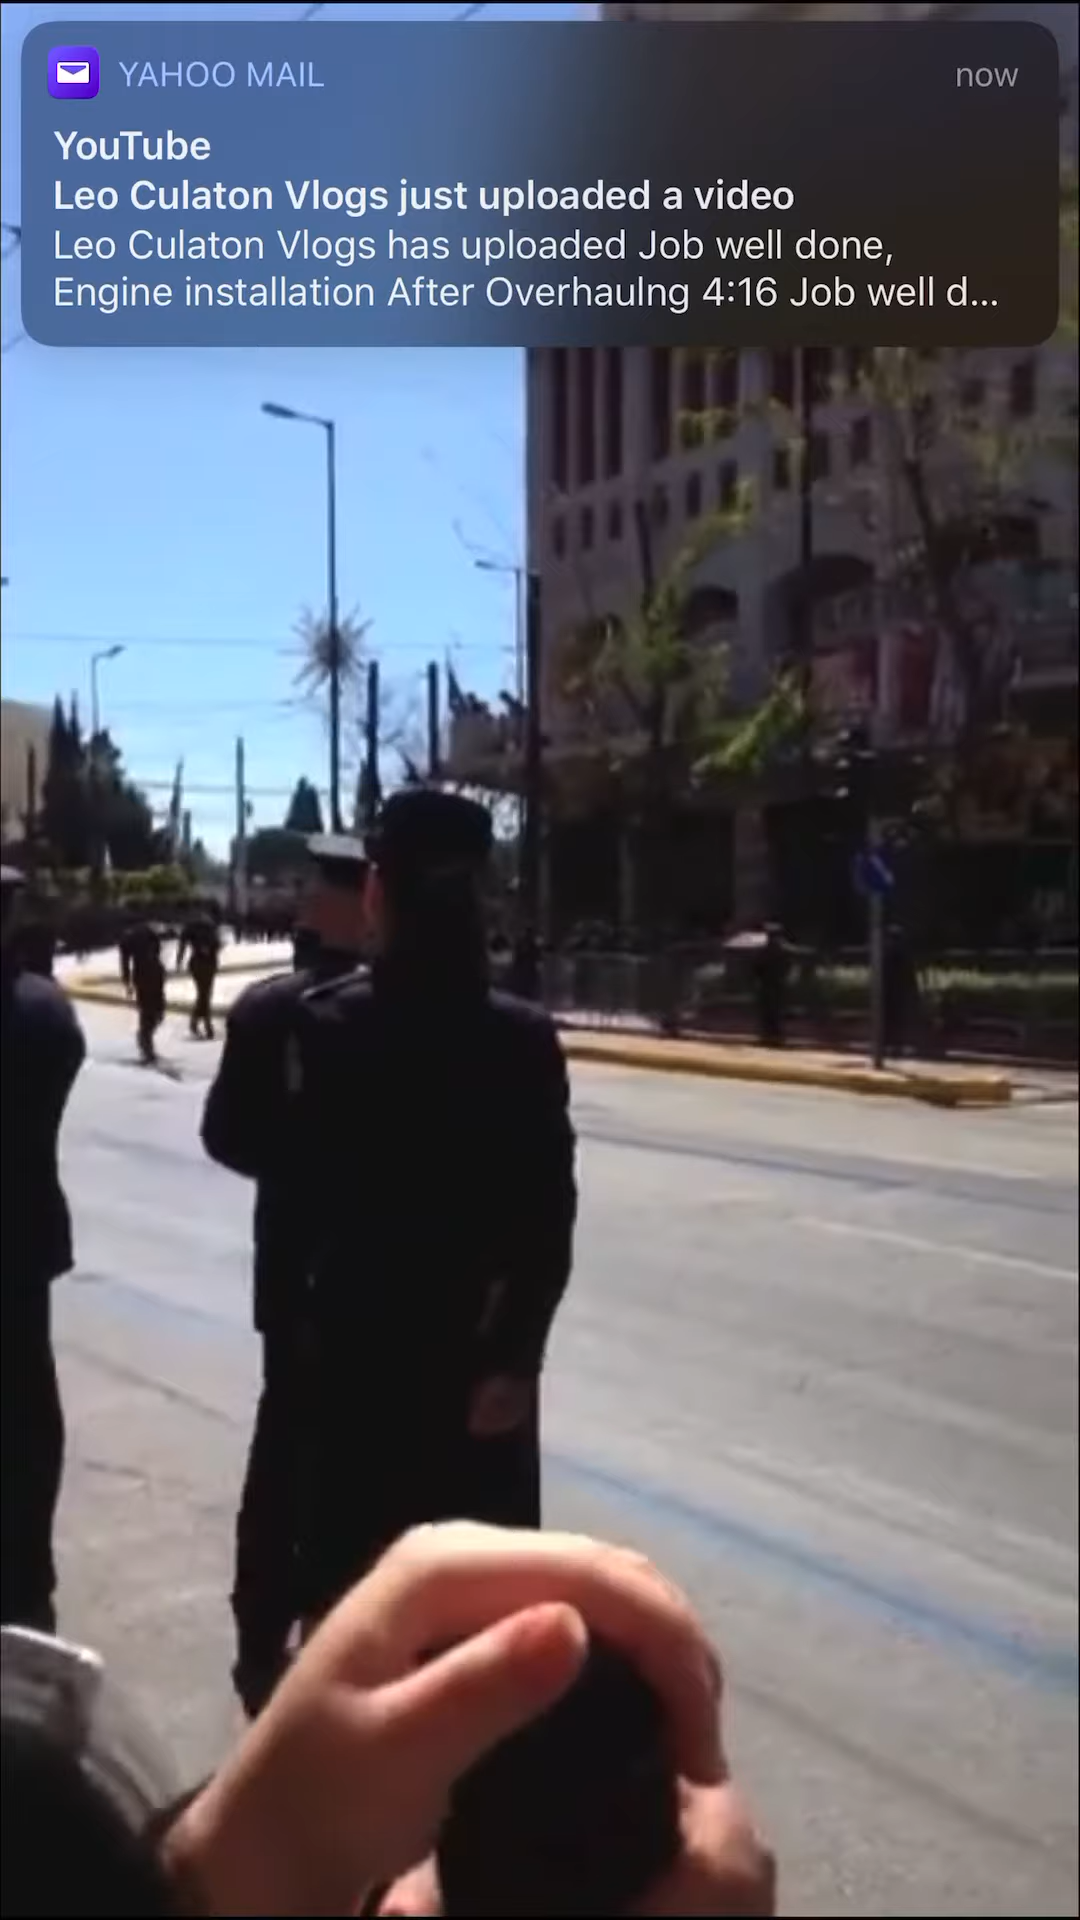 YAHOO MAIL now
YouTube
Leo Culaton Vlogs just uploaded a video
Leo Culaton Vlogs has uploaded Job well done,
Engine installation After Overhaulng 4:16 Job well d...